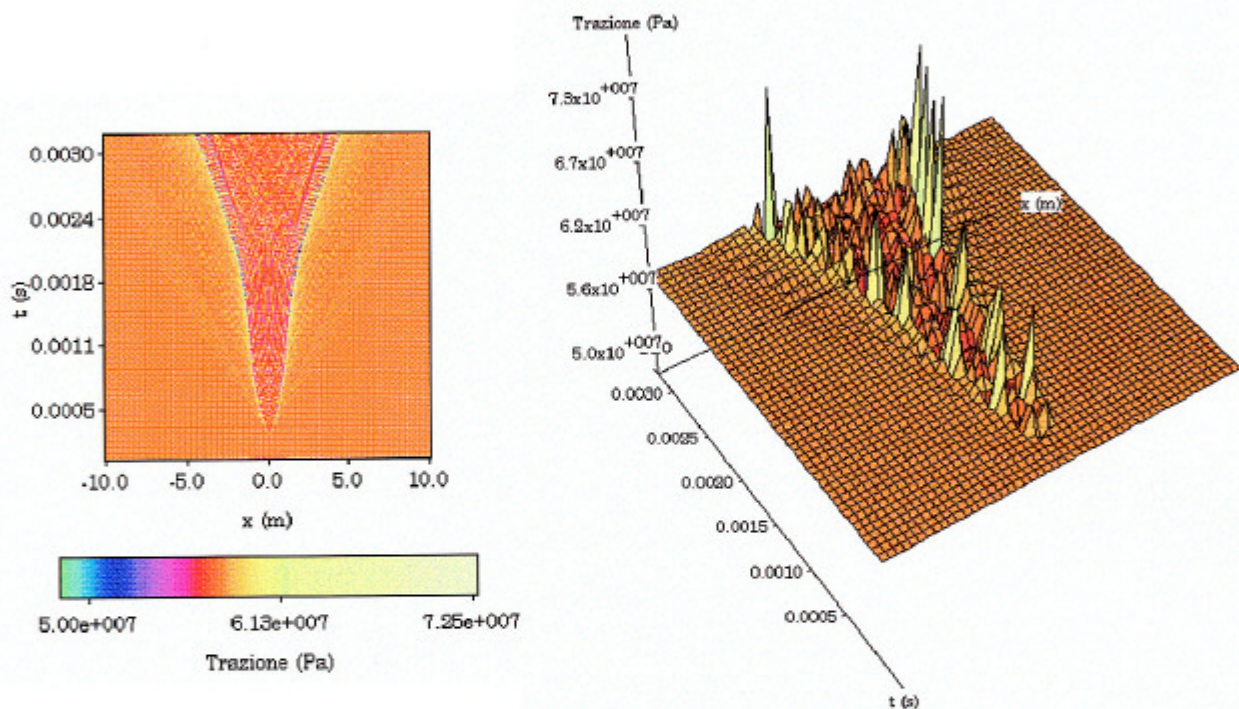 0.0030
0.0024
0.0018
0.0011
0.0005
t (s)
-10.0 -5.0 0.0 5.0 10.0
x (m)
5.00e+007 6.13e+007 7.25e+007
Trazione (Pa)
Trazione (Pa)
7.3x10+007
6.7x10+007
6.2x10+007
5.6x10+007
5.0x10+007
0
x (m)
0.0030
0.0025
0.0020
0.0015
0.0010
0.0005
t (s)